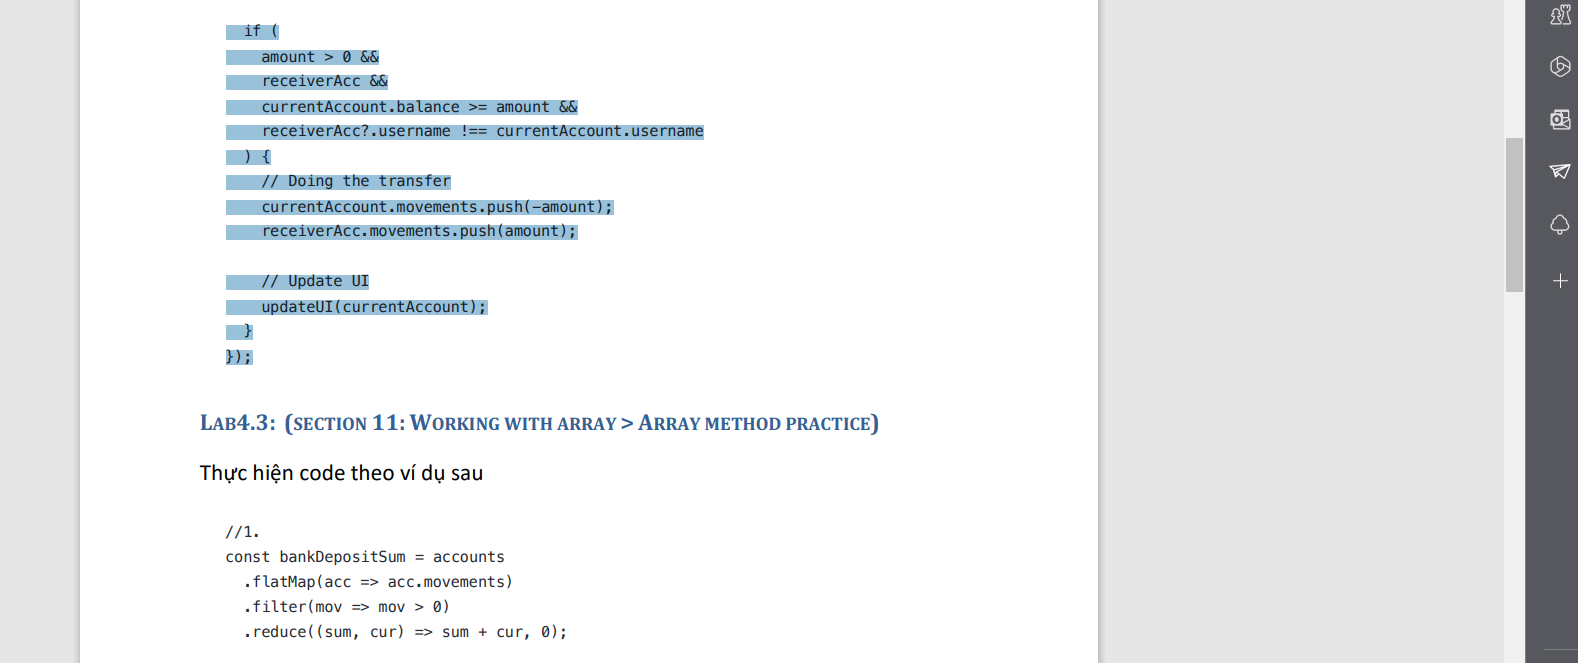 if (
amount > 0 &&
receiverAcc &&
currentAccount.balance >= amount &&
receiverAcc?.username !== currentAccount.username
) {
// Doing the transfer
currentAccount.movements.push(-amount);
receiverAcc.movements.push(amount);
// Update UI
updateUI(currentAccount);
}
});
LAB4.3: (SECTION 11: WORKING WITH ARRAY > ARRAY METHOD PRACTICE)
Thực hiện code theo ví dụ sau
//1.
const bankDepositSum = accounts
.flatMap(acc => acc.movements)
.filter(mov => mov > 0)
.reduce((sum, cur) => sum + cur, 0);